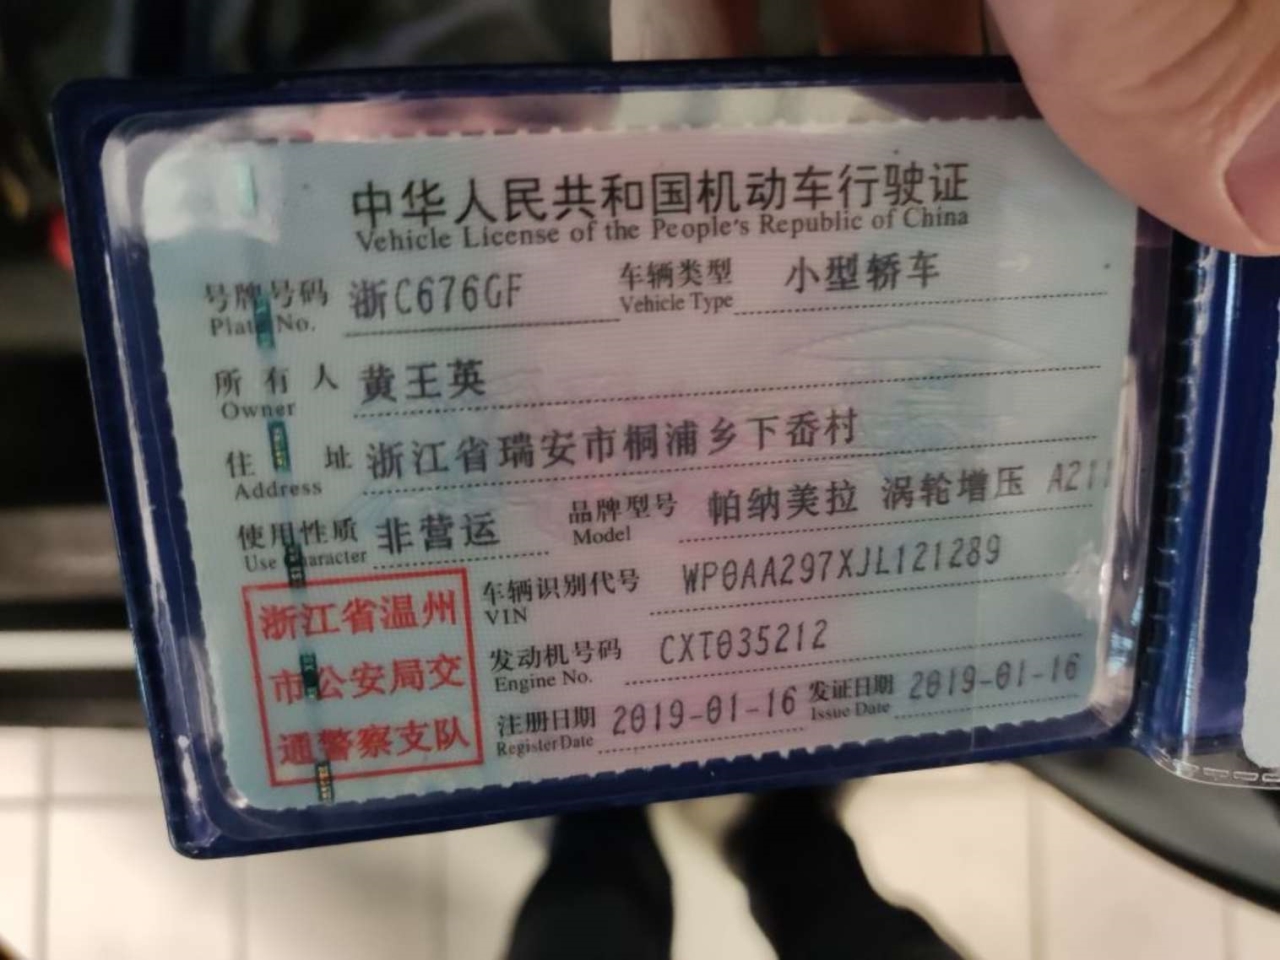 中华人民共和国机动车行驶证
Vehicle License of the People's Republic of China
号牌号码 浙C676GF 车辆类型 小型轿车
Plate No. Vehicle Type
所有人 黄王英
Owner
住址 浙江省瑞安市桐浦乡下岙村
Address
使用性质 非营运 品牌型号 帕纳美拉 涡轮增压 A211
Use Character Model
浙江省温州
市公安局交
通警察支队
车辆识别代号 WP0AA297XJL121289
VIN
发动机号码 CXT035212
Engine No.
注册日期 2019-01-16 发证日期 2019-01-16
Register Date Issue Date